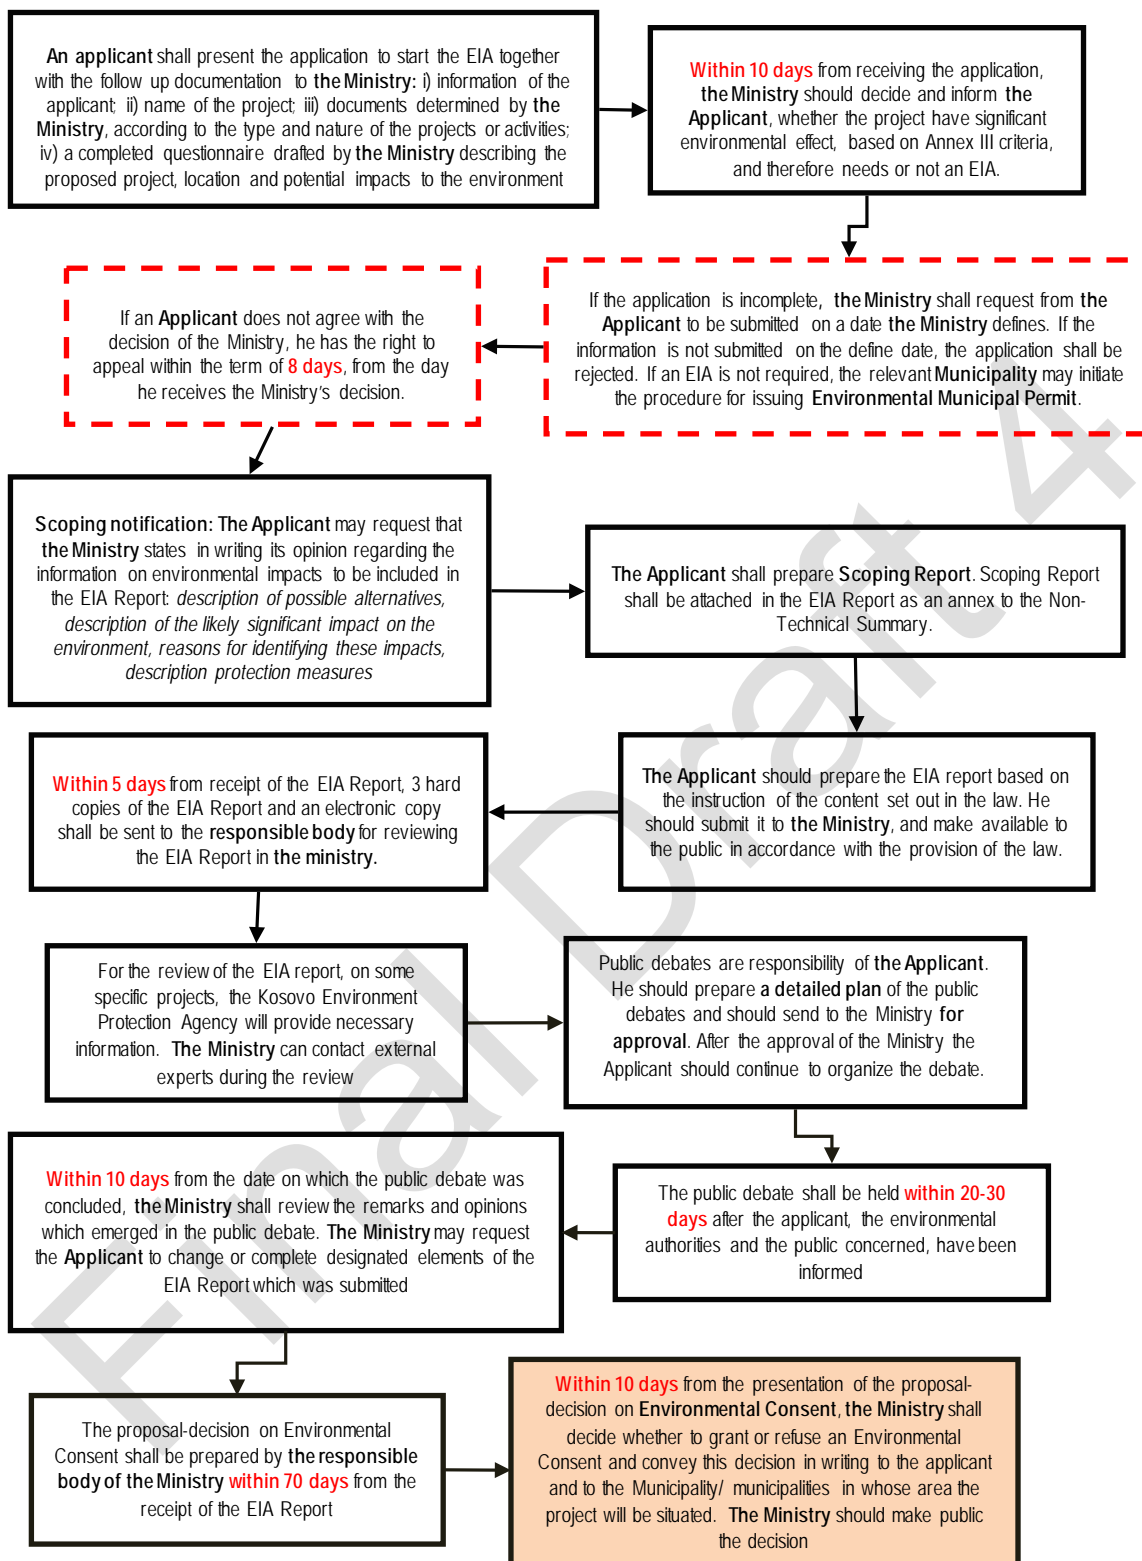 An applicant shall present the application to start the EIA together
with the follow up documentation to the Ministry: i) information of the
applicant; ii) name of the project; iii) documents determined by the
Ministry, according to the type and nature of the projects or activities;
iv) a completed questionnaire drafted by the Ministry describing the
proposed project, location and potential impacts to the environment
Within 10 days from receiving the application,
the Ministry should decide and inform the
Applicant, whether the project have significant
environmental effect, based on Annex III criteria,
and therefore needs or not an EIA.
If the application is incomplete, the Ministry shall request from the
Applicant to be submitted on a date the Ministry defines. If the
information is not submitted on the define date, the application shall be
rejected. If an EIA is not required, the relevant Municipality may initiate
the procedure for issuing Environmental Municipal Permit.
If an Applicant does not agree with the
decision of the Ministry, he has the right to
appeal within the term of 8 days, from the day
he receives the Ministry's decision.
Scoping notification: The Applicant may request that
the Ministry states in writing its opinion regarding the
information on environmental impacts to be included in
the EIA Report: description of possible alternatives,
description of the likely significant impact on the
environment, reasons for identifying these impacts,
description protection measures
The Applicant shall prepare Scoping Report. Scoping Report
shall be attached in the EIA Report as an annex to the Non-
Technical Summary.
The Applicant should prepare the EIA report based on
the instruction of the content set out in the law. He
should submit it to the Ministry, and make available to
the public in accordance with the provision of the law.
Within 5 days from receipt of the EIA Report, 3 hard
copies of the EIA Report and an electronic copy
shall be sent to the responsible body for reviewing
the EIA Report in the ministry.
For the review of the EIA report, on some
specific projects, the Kosovo Environment
Protection Agency will provide necessary
information. The Ministry can contact external
experts during the review
Public debates are responsibility of the Applicant.
He should prepare a detailed plan of the public
debates and should send to the Ministry for
approval. After the approval of the Ministry the
Applicant should continue to organize the debate.
The public debate shall be held within 20-30
days after the applicant, the environmental
authorities and the public concerned, have been
informed
Within 10 days from the date on which the public debate was
concluded, the Ministry shall review the remarks and opinions
which emerged in the public debate. The Ministry may request
the Applicant to change or complete designated elements of the
EIA Report which was submitted
The proposal-decision on Environmental
Consent shall be prepared by the responsible
body of the Ministry within 70 days from the
receipt of the EIA Report
Within 10 days from the presentation of the proposal-
decision on Environmental Consent, the Ministry shall
decide whether to grant or refuse an Environmental
Consent and convey this decision in writing to the applicant
and to the Municipality/ municipalities in whose area the
project will be situated. The Ministry should make public
the decision
Final Draft 4